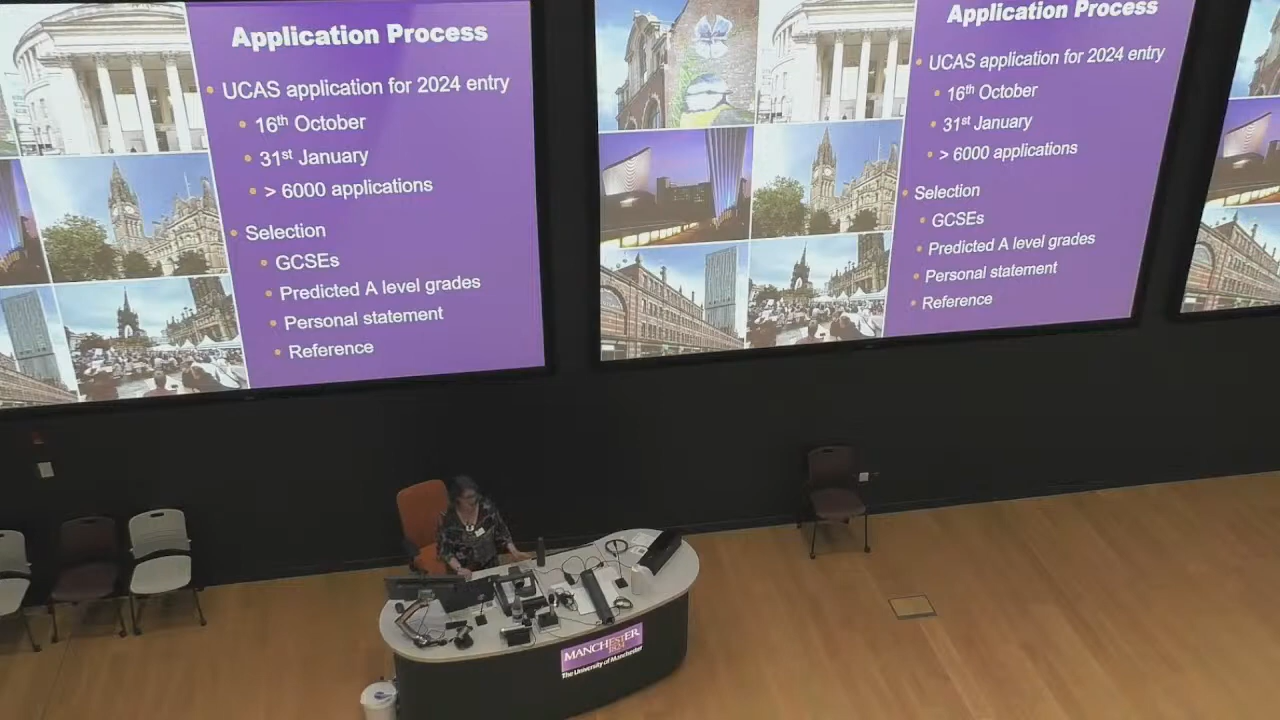 Application Process
UCAS application for 2024 entry
16th October
31st January
> 6000 applications
Selection
GCSEs
Predicted A level grades
Personal statement
Reference
Application Process
UCAS application for 2024 entry
16th October
31st January
> 6000 applications
Selection
GCSEs
Predicted A level grades
Personal statement
Reference
MANCHESTER
The University of Manchester